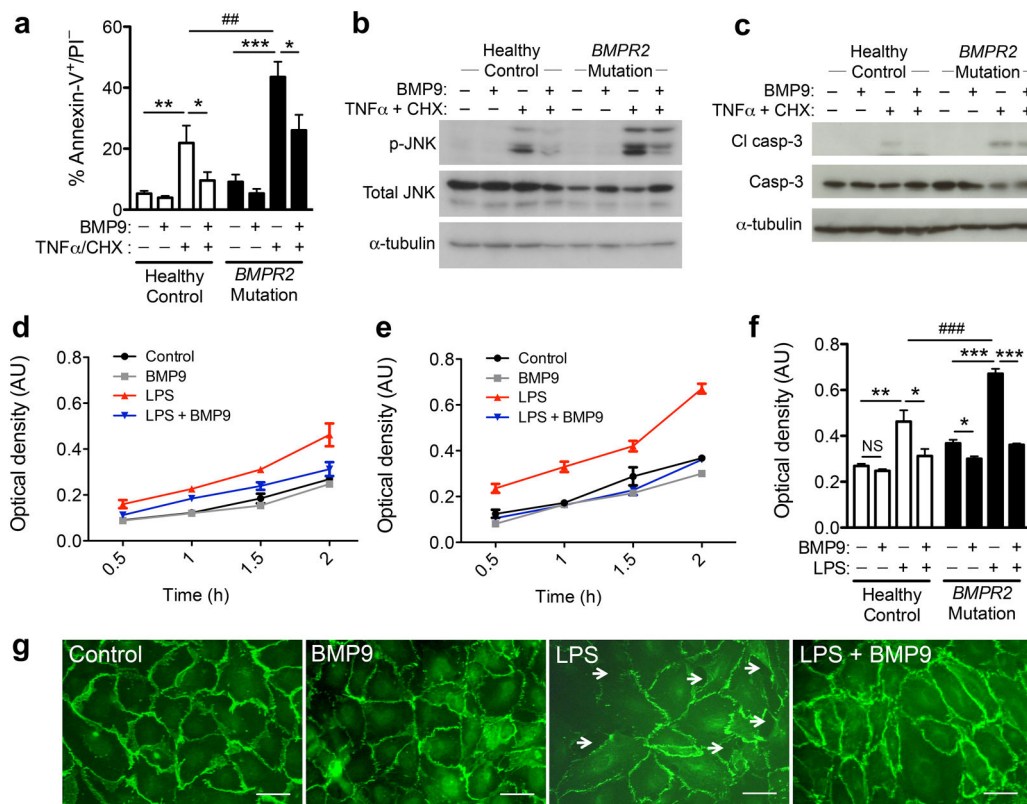 a
% Annexin-V⁺/PI⁻
60
40
20
0
** * *** * ##
BMP9: – + – + – + – +
TNFα/CHX : – – + + – – + +
Healthy Control
BMPR2 Mutation
b
Healthy Control
BMPR2 Mutation
BMP9: – + – + – + – +
TNFα + CHX: – – + + – – + +
p-JNK
Total JNK
α-tubulin
c
Healthy Control
BMPR2 Mutation
BMP9: – + – + – + – +
TNFα + CHX: – – + + – – + +
Cl casp-3
Casp-3
α-tubulin
d
Optical density (AU)
0.8
0.6
0.4
0.2
0.0
Control
BMP9
LPS
LPS + BMP9
0.5 1 1.5 2
Time (h)
e
Optical density (AU)
0.8
0.6
0.4
0.2
0.0
Control
BMP9
LPS
LPS + BMP9
0.5 1 1.5 2
Time (h)
f
Optical density (AU)
0.8
0.6
0.4
0.2
0.0
###
** * *** ***
NS *
BMP9: – + – + – + – +
LPS: – – + + – – + +
Healthy Control
BMPR2 Mutation
g
Control
BMP9
LPS
LPS + BMP9